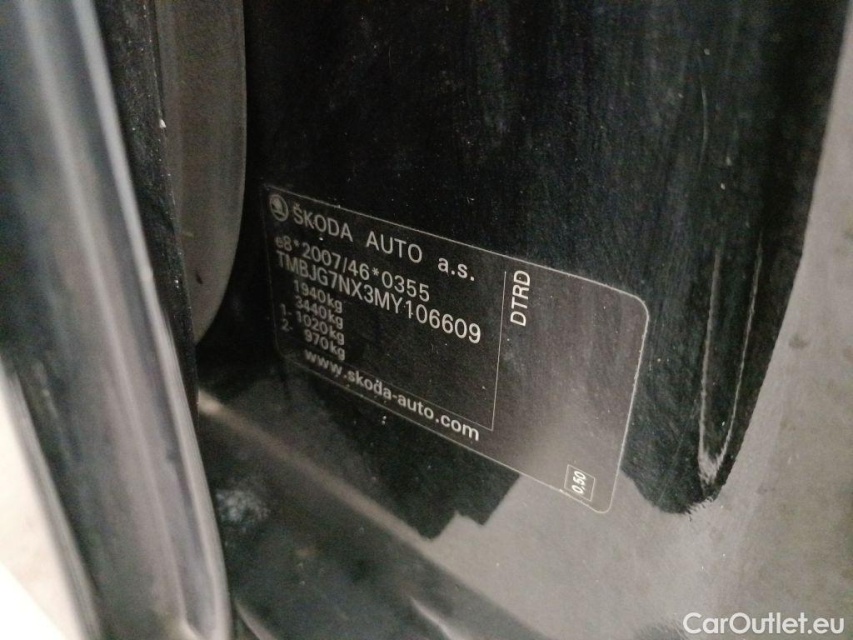 ŠKODA AUTO a.s.
e8*2007/46*0355
TMBJG7NX3MY106609
1940kg
3440kg
1- 1020kg
2- 970kg
www.skoda-auto.com
DTRD
0.50
CarOutlet.eu